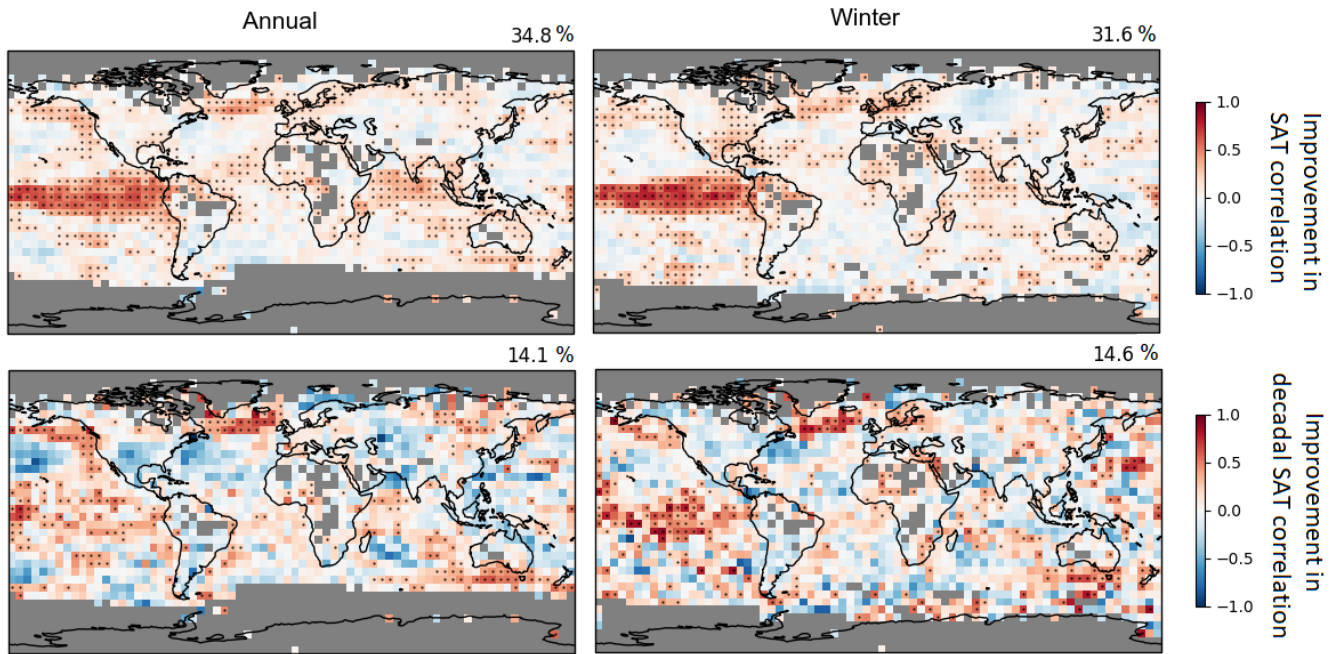 Annual
Winter
34.8 %
31.6 %
1.0
0.5
0.0
−0.5
−1.0
Improvement in
SAT correlation
14.1 %
14.6 %
1.0
0.5
0.0
−0.5
−1.0
Improvement in
decadal SAT correlation